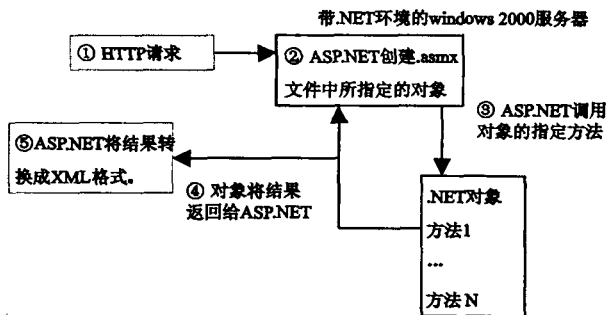 带.NET环境的windows 2000服务器
① HTTP请求
② ASP.NET创建.asmx
文件中所指定的对象
③ ASP.NET调用
对象的指定方法
⑤ASP.NET将结果转
换成XML格式。
④ 对象将结果
返回给ASP.NET
.NET对象
方法1
...
方法 N